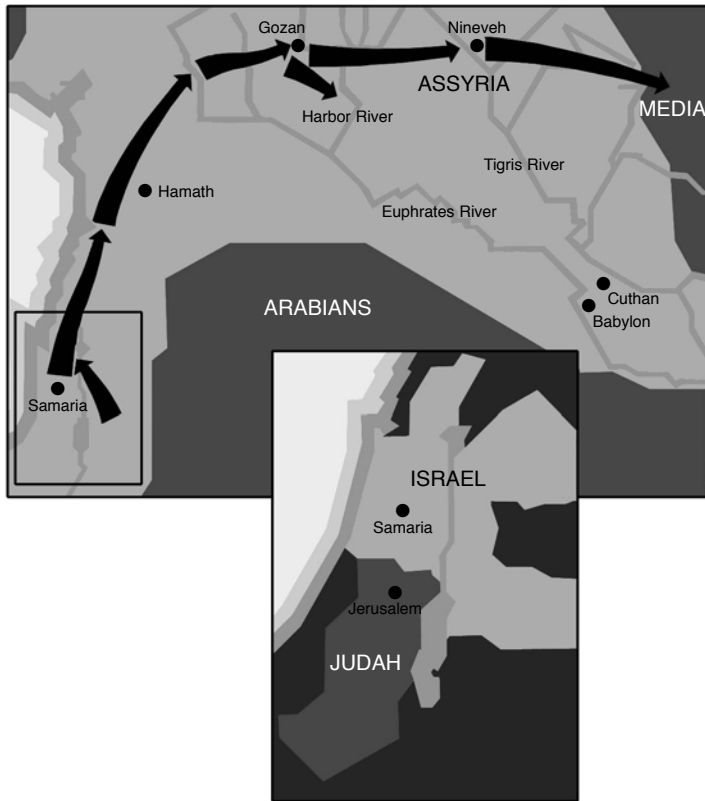 Gozan
Nineveh
ASSYRIA
MEDIA
Harbor River
Tigris River
Hamath
Euphrates River
Cuthan
ARABIANS
Babylon
Samaria
ISRAEL
Samaria
Jerusalem
JUDAH